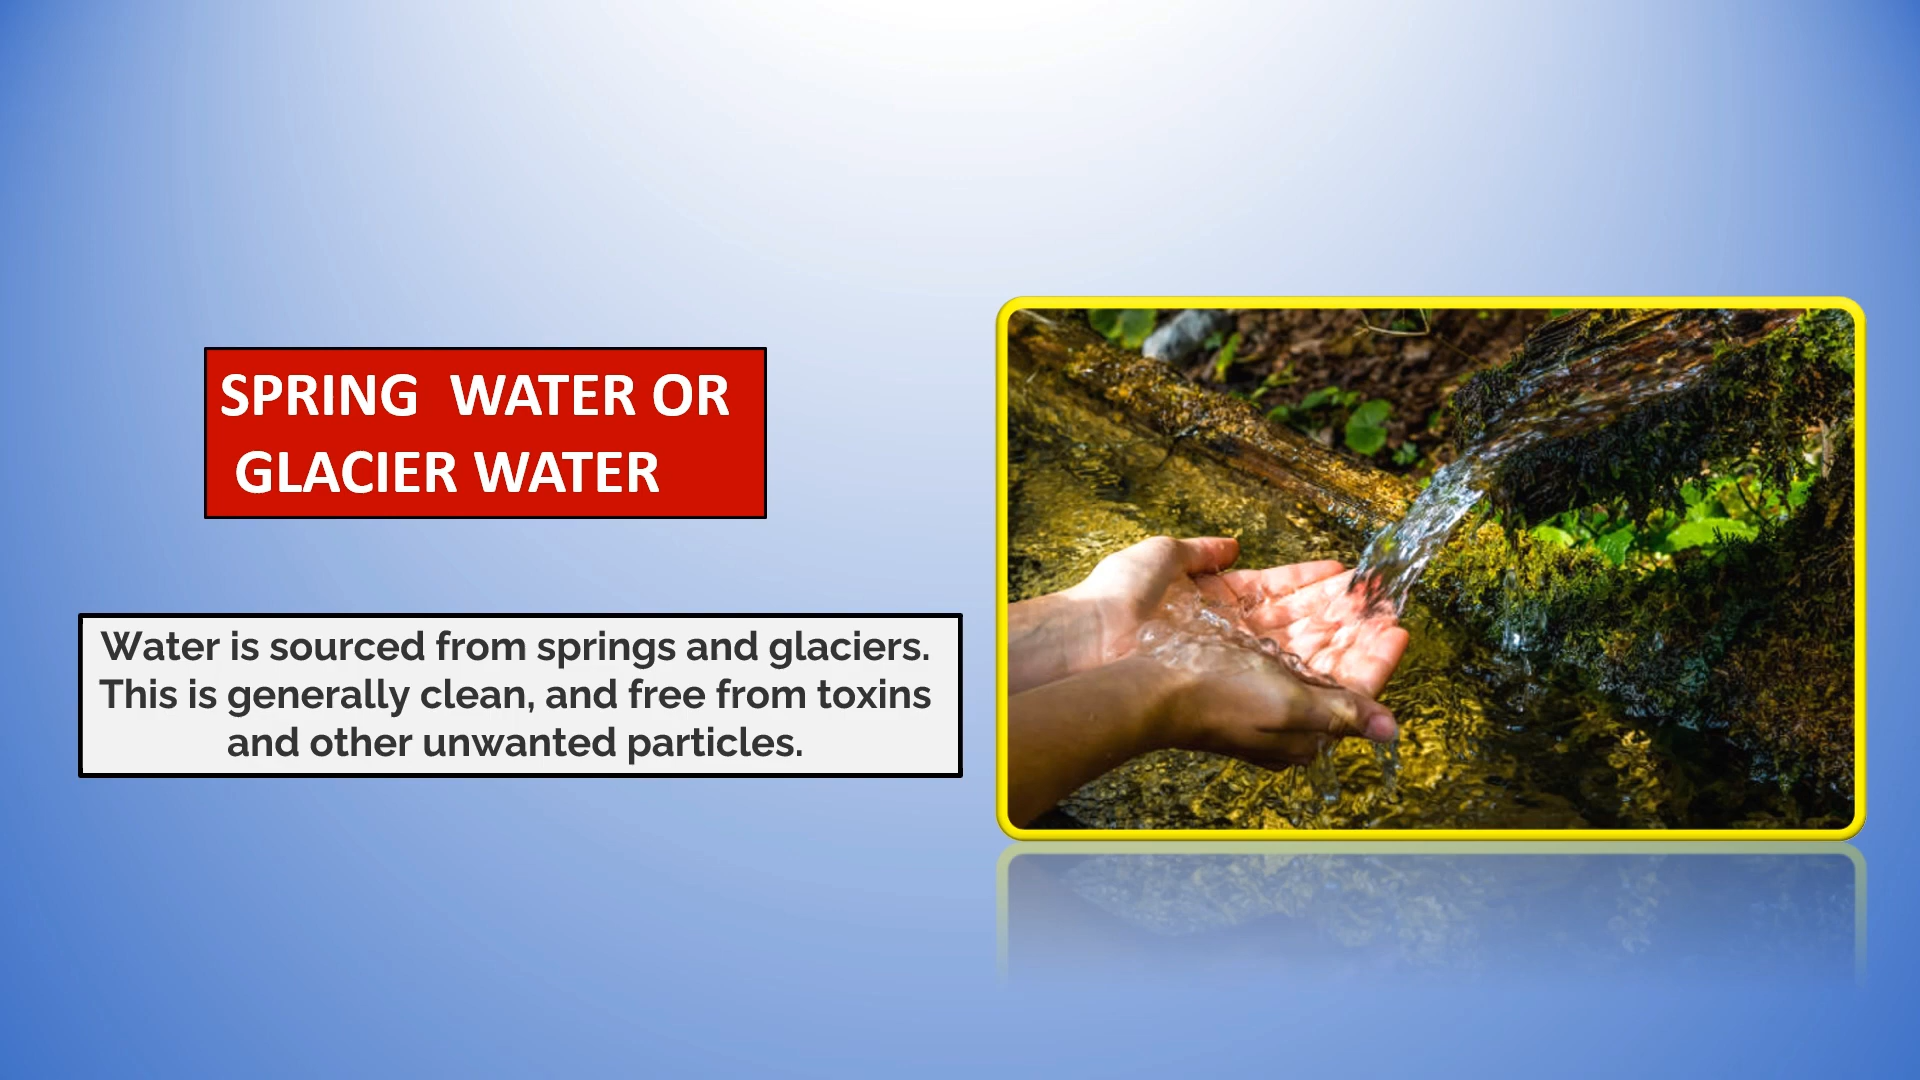 SPRING  WATER OR
GLACIER WATER
Water is sourced from springs and glaciers.
This is generally clean, and free from toxins
and other unwanted particles.